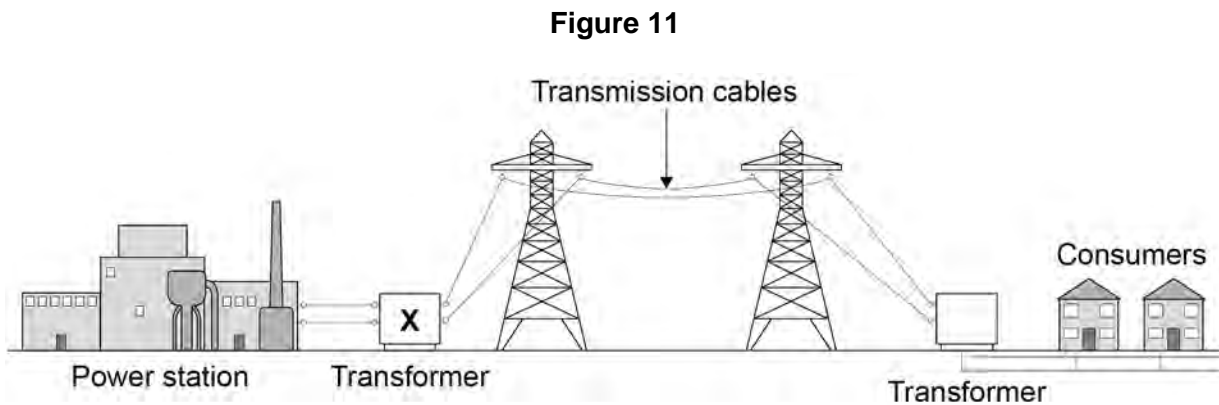 Figure 11
Transmission cables
Consumers
X
Power station
Transformer
Transformer